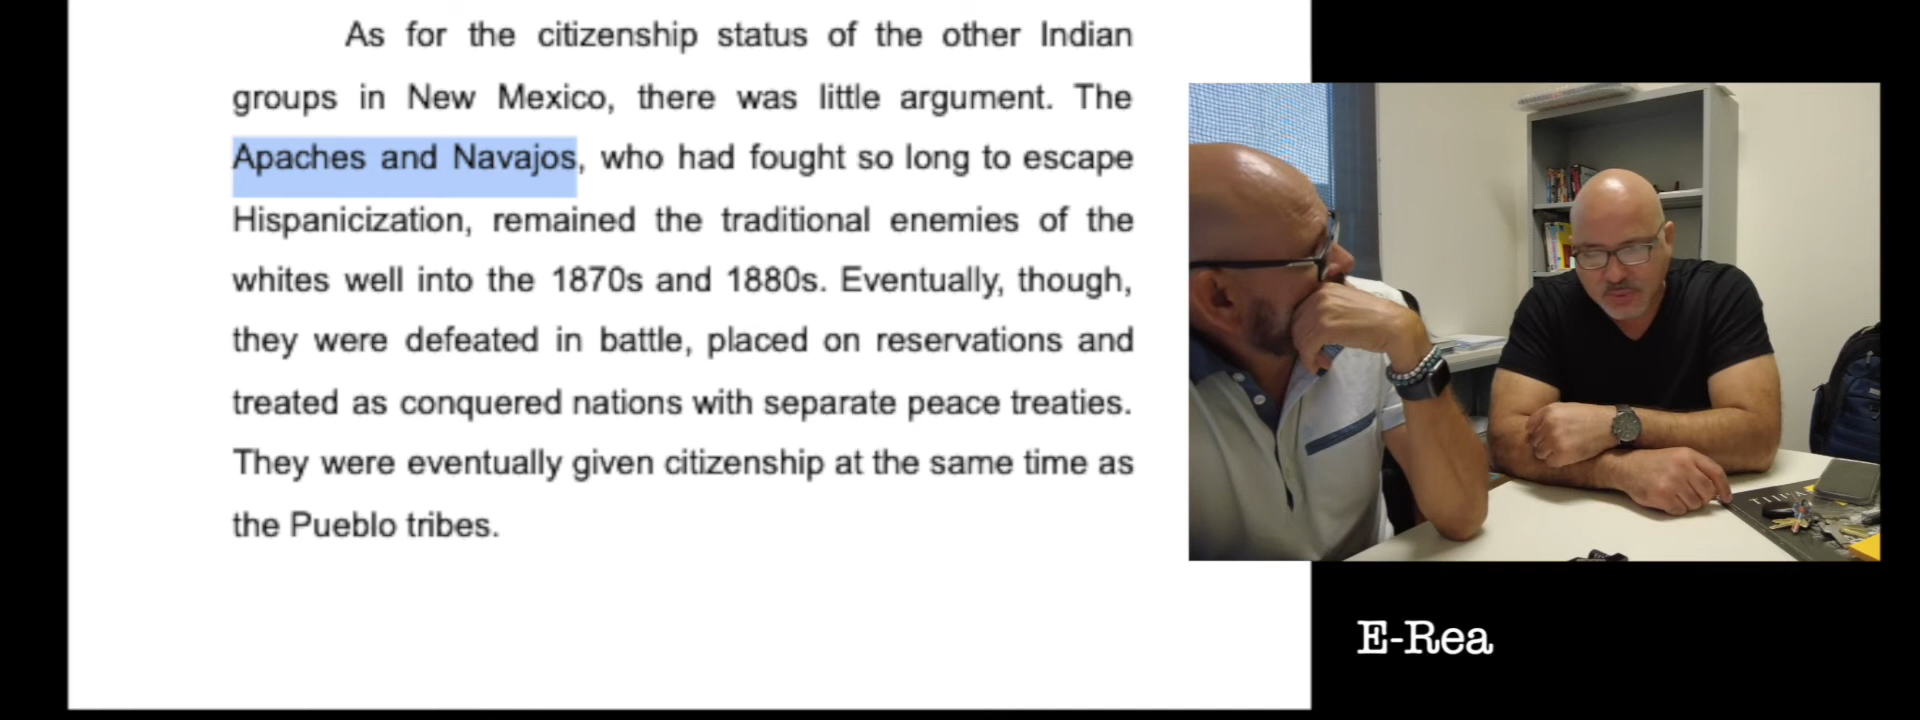 As for the citizenship status of the other Indian
groups in New Mexico, there was little argument. The
Apaches and Navajos, who had fought so long to escape
Hispanicization, remained the traditional enemies of the
whites well into the 1870s and 1880s. Eventually, though,
they were defeated in battle, placed on reservations and
treated as conquered nations with separate peace treaties.
They were eventually given citizenship at the same time as
the Pueblo tribes.
E-Rea